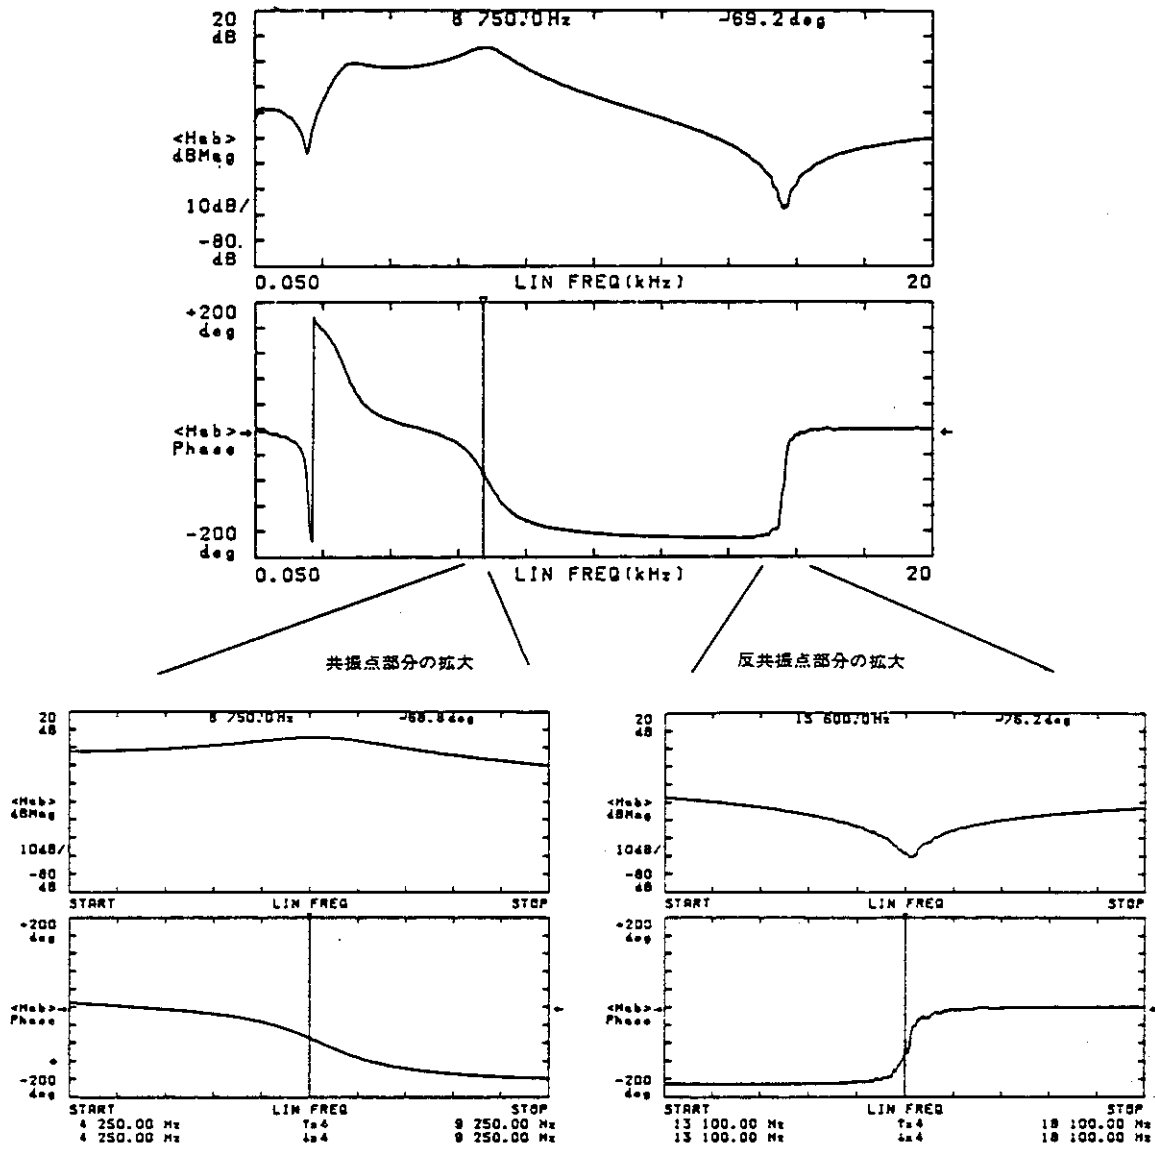 20
dB
6 750.0Hz -69.2deg
<Hab>
dBMag
10dB/
-80.
dB
0.050 LIN FREQ(kHz) 20
+200
deg
<Hab>
Phase
-200
deg
0.050 LIN FREQ(kHz) 20
共振点部分の拡大
反共振点部分の拡大
20
dB
6 750.0Hz -68.8deg
<Hab>
dBMag
10dB/
-80
dB
START LIN FREQ STOP
+200
deg
<Hab>
Phase
-200
deg
START LIN FREQ STOP
4 250.00 Hz 9 250.00 Hz
4 250.00 Hz 9 250.00 Hz
20
dB
15 600.0Hz -76.2deg
<Hab>
dBMag
10dB/
-80
dB
START LIN FREQ STOP
+200
deg
<Hab>
Phase
-200
deg
START LIN FREQ STOP
13 100.00 Hz 18 100.00 Hz
13 100.00 Hz 18 100.00 Hz